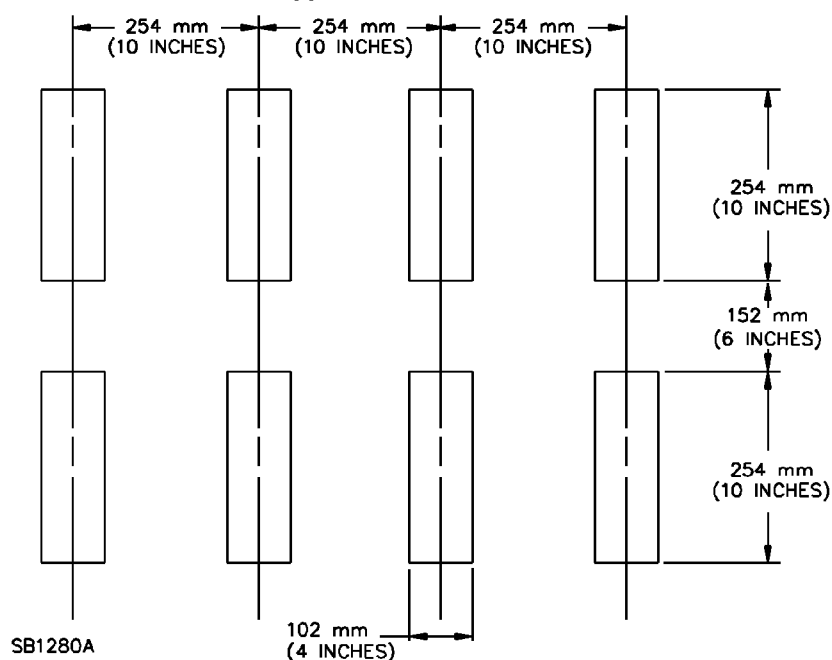 254 mm
(10 INCHES)
254 mm
(10 INCHES)
254 mm
(10 INCHES)
254 mm
(10 INCHES)
152 mm
(6 INCHES)
254 mm
(10 INCHES)
102 mm
(4 INCHES)
SB1280A